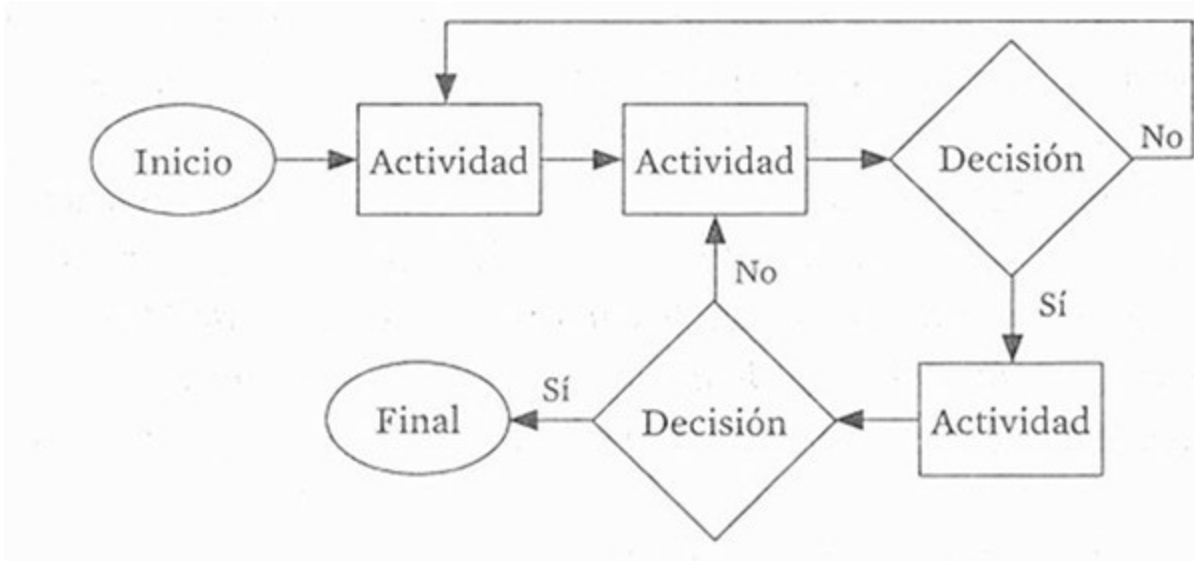 Inicio
Actividad
Actividad
Decisión
No
No
Sí
Sí
Final
Decisión
Actividad